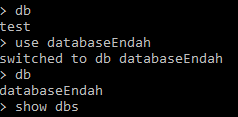 > db
test
> use databaseEndah
switched to db databaseEndah
> db
databaseEndah
> show dbs